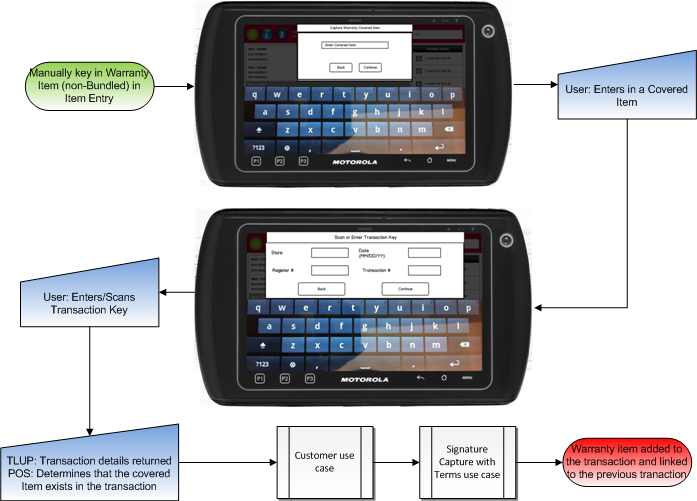 Manually key in Warranty
Item (non-Bundled) in
Item Entry
Capture Warranty Covered Item
Enter Covered Item
Back Continue
q w e r t y u i o p
a s d f g h j k l
z x c v b n m
?123 .
P1 P2 P3 MOTOROLA MENU
User: Enters in a Covered
Item
Scan or Enter Transaction Key
Store Date
(MM/DD/YY)
Register # Transaction #
Back Continue
q w e r t y u i o p
a s d f g h j k l
z x c v b n m
?123 .
P1 P2 P3 MOTOROLA MENU
User: Enters/Scans
Transaction Key
TLUP: Transaction details returned
POS: Determines that the covered
Item exists in the transaction
Customer use
case
Signature
Capture with
Terms use case
Warranty item added to
the transaction and linked
to the previous tranaction